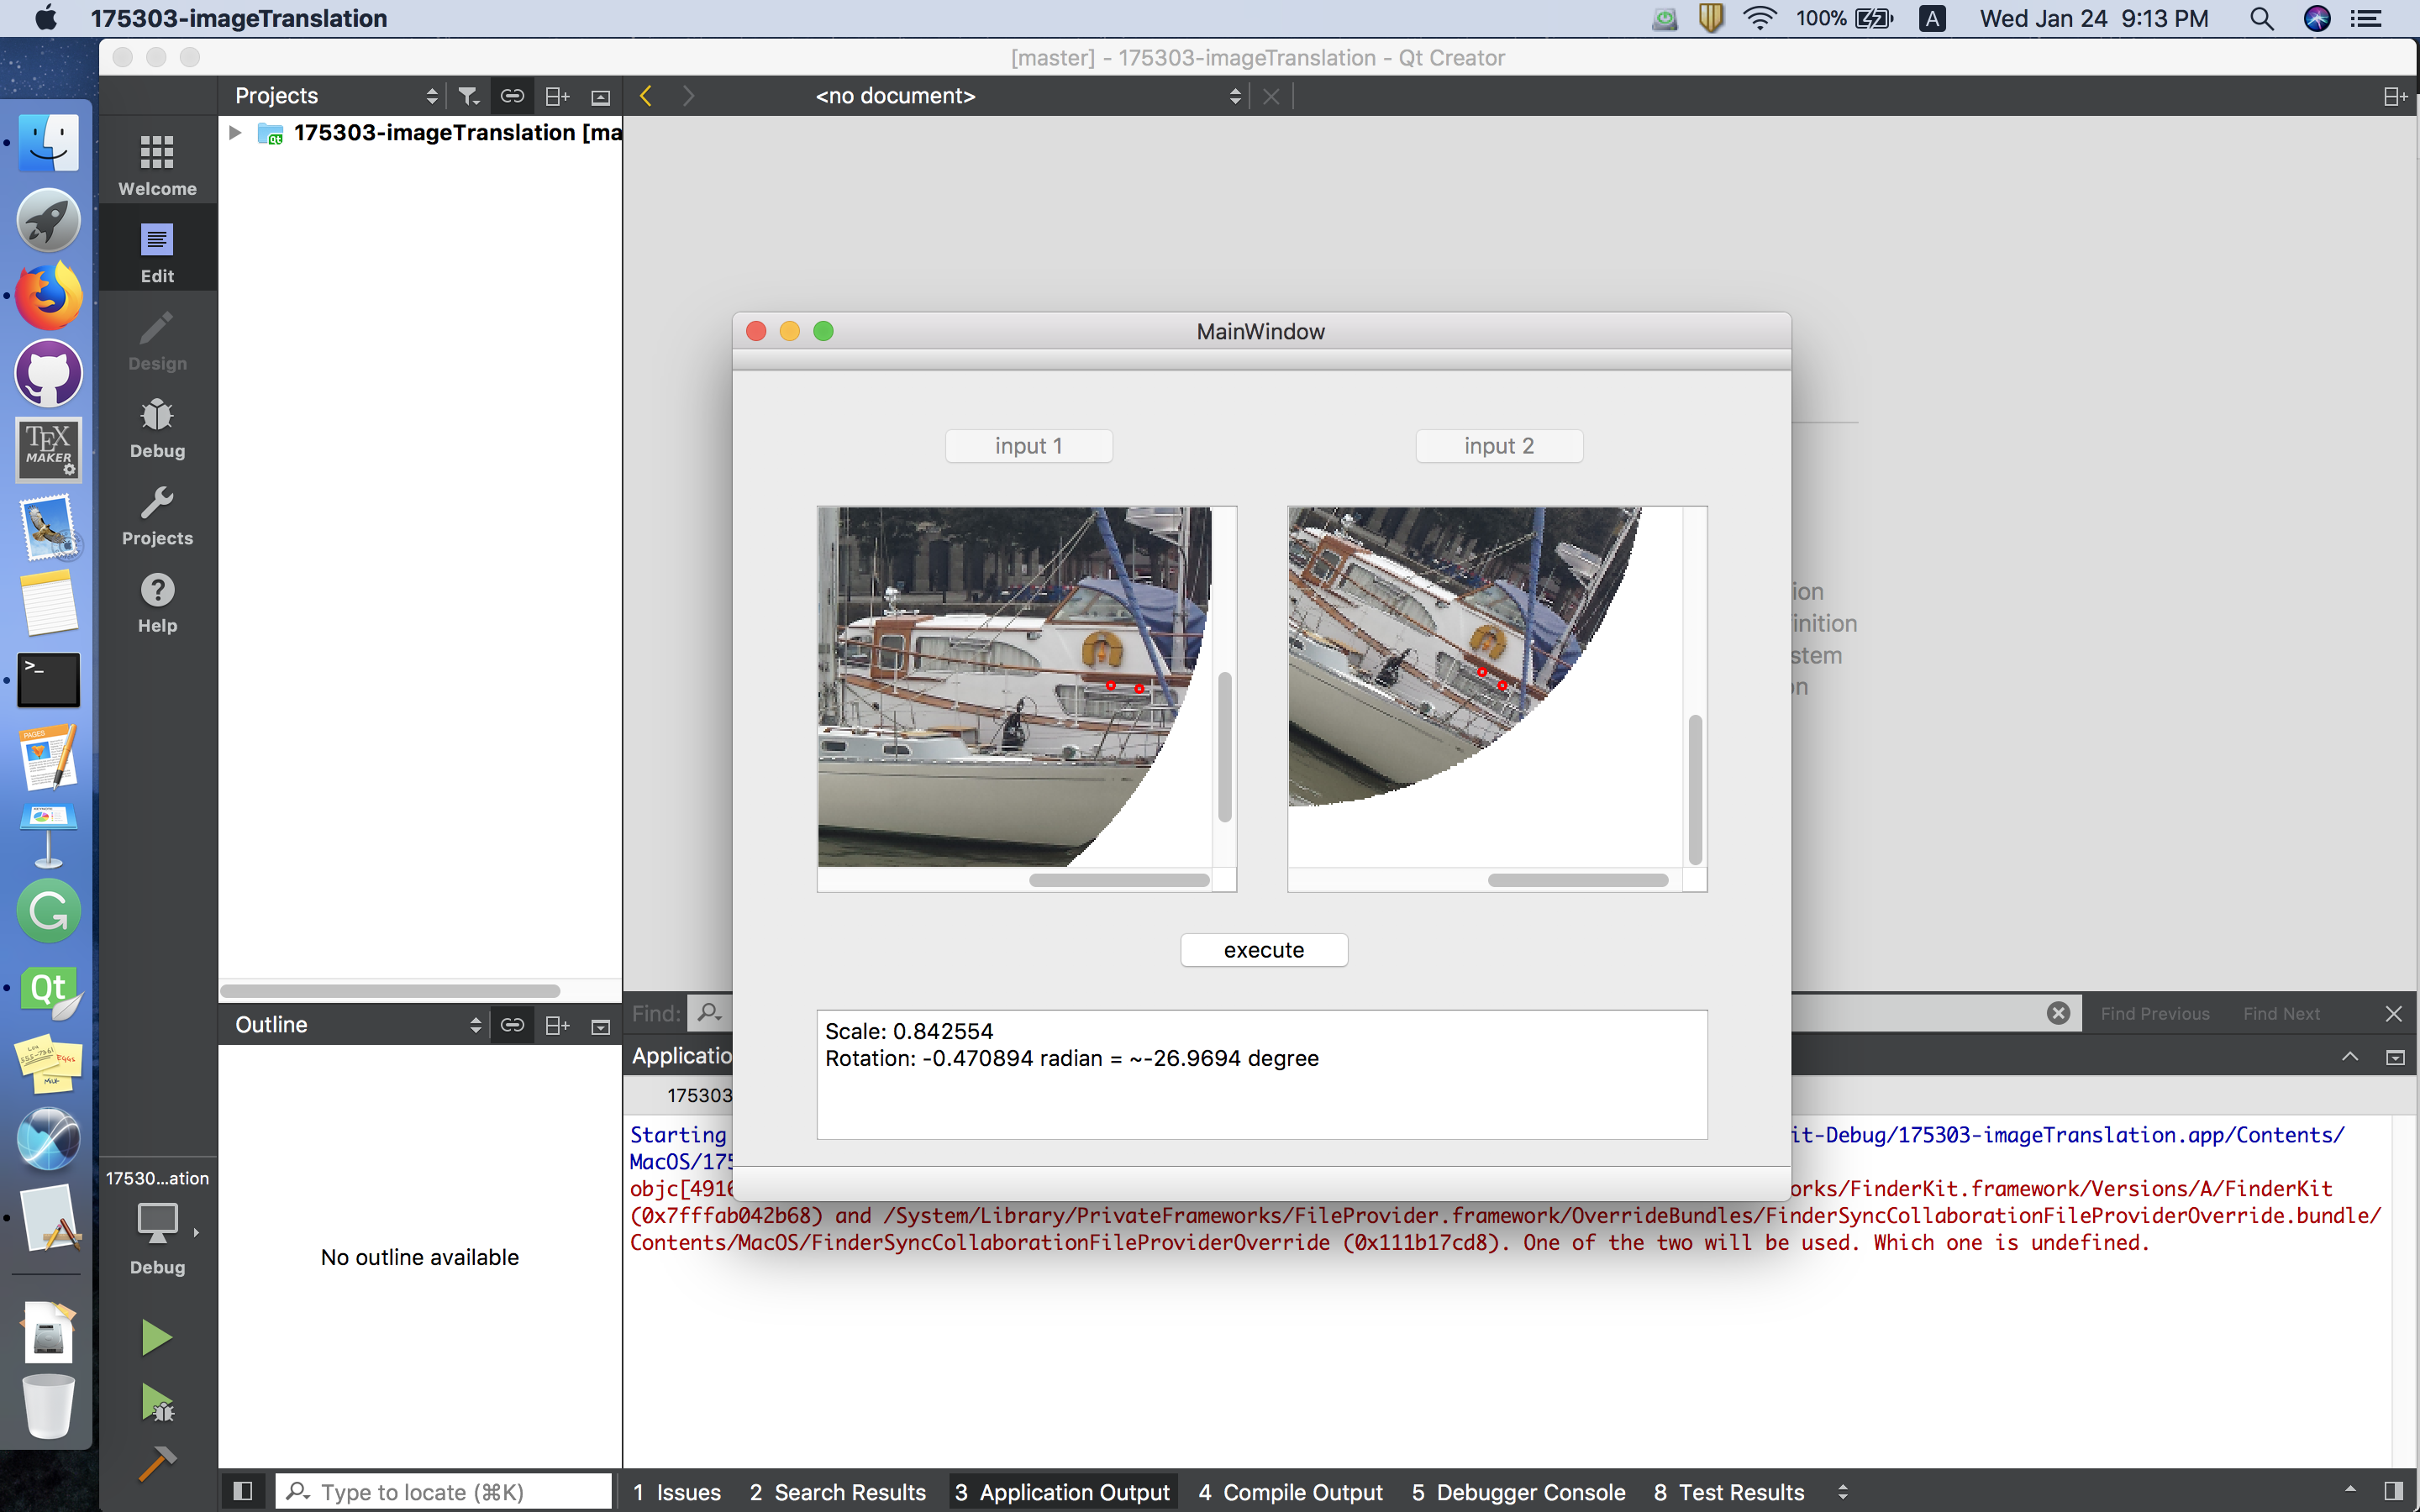 175303-imageTranslation
100%
A
Wed Jan 24 9:13 PM
[master] - 175303-imageTranslation - Qt Creator
Projects
<no document>
175303-imageTranslation [ma
Welcome
Edit
Design
Debug
Projects
Help
TEX
MAKER
PAGES
Qt
MainWindow
input 1
input 2
ion
inition
stem
n
execute
Scale: 0.842554
Rotation: -0.470894 radian = ~-26.9694 degree
Outline
No outline available
Find:
Find Previous
Find Next
Applicatio
175303
Starting
it-Debug/175303-imageTranslation.app/Contents/
MacOS/175
objc[4916
orks/FinderKit.framework/Versions/A/FinderKit
(0x7fffab042b68) and /System/Library/PrivateFrameworks/FileProvider.framework/OverrideBundles/FinderSyncCollaborationFileProviderOverride.bundle/
Contents/MacOS/FinderSyncCollaborationFileProviderOverride (0x111b17cd8). One of the two will be used. Which one is undefined.
17530...ation
Debug
Type to locate (⌘K)
1 Issues
2 Search Results
3 Application Output
4 Compile Output
5 Debugger Console
8 Test Results